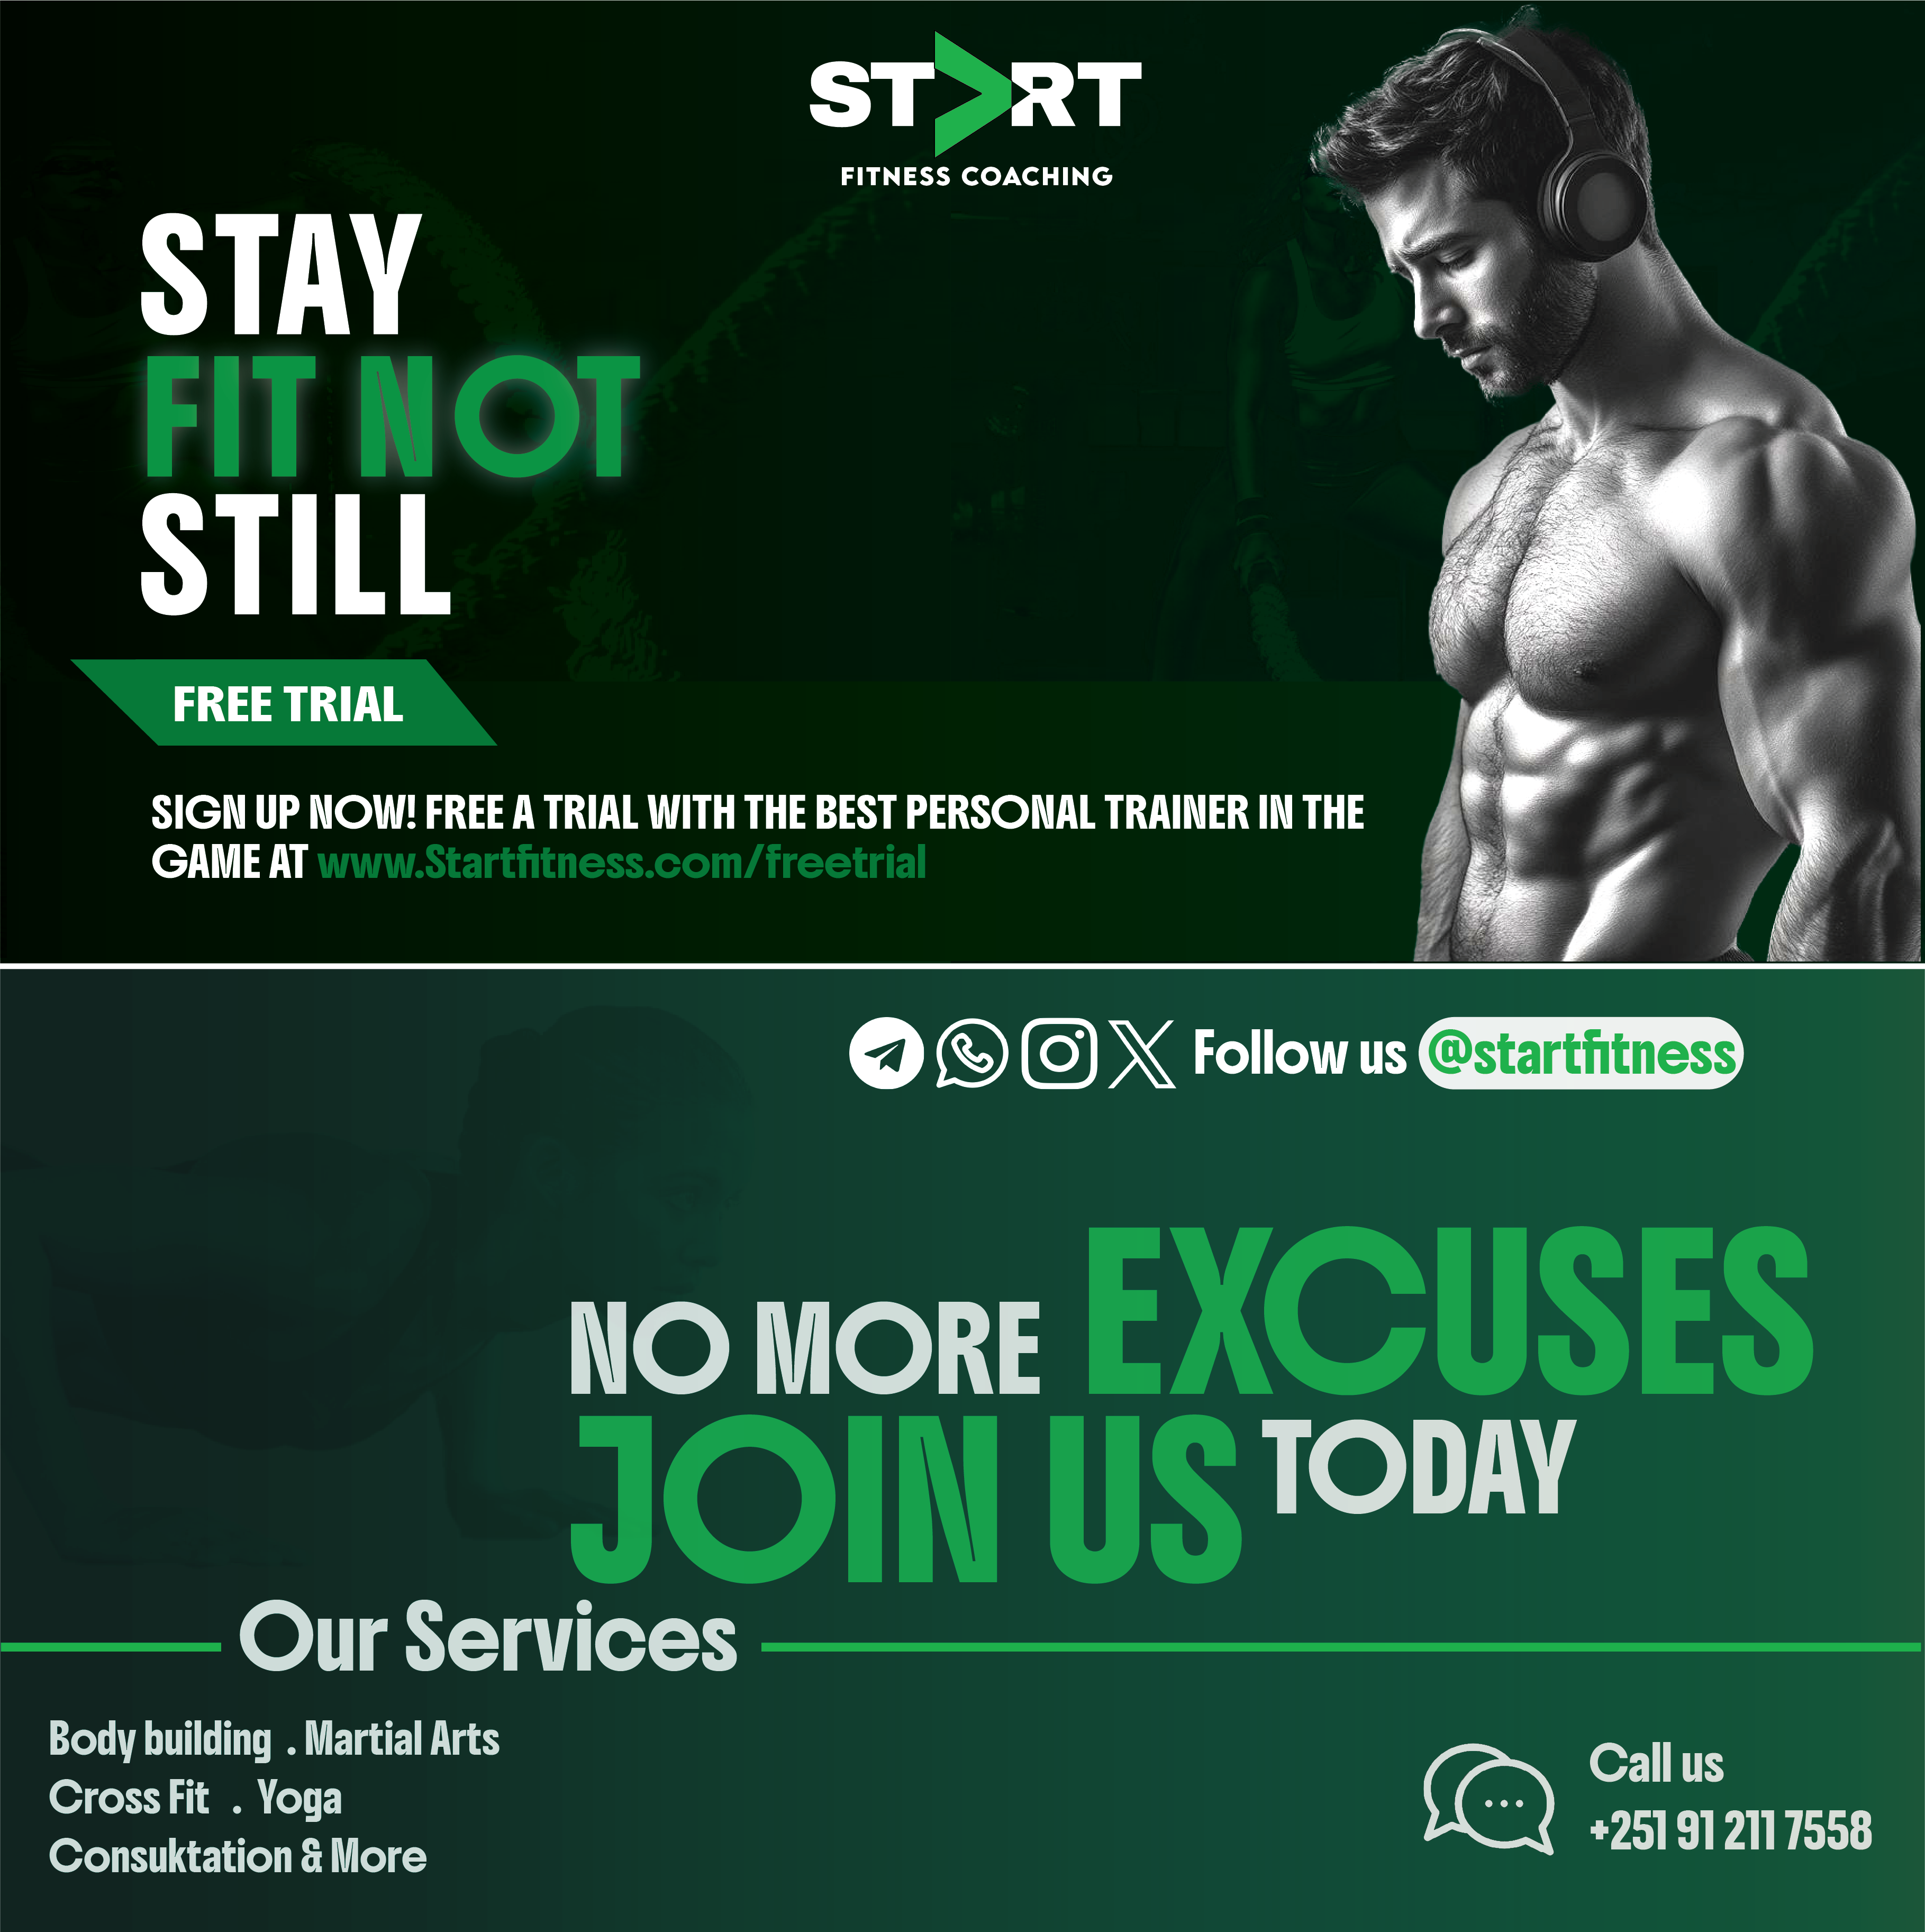 START
FITNESS COACHING
STAY
FIT NOT
STILL
FREE TRIAL
SIGN UP NOW! FREE A TRIAL WITH THE BEST PERSONAL TRAINER IN THE
GAME AT www.Startfitness.com/freetrial
Follow us @startfitness
NO MORE EXCUSES
JOIN US TODAY
Our Services
Body building . Martial Arts
Cross Fit . Yoga
Consuktation & More
Call us
+251 91 211 7558